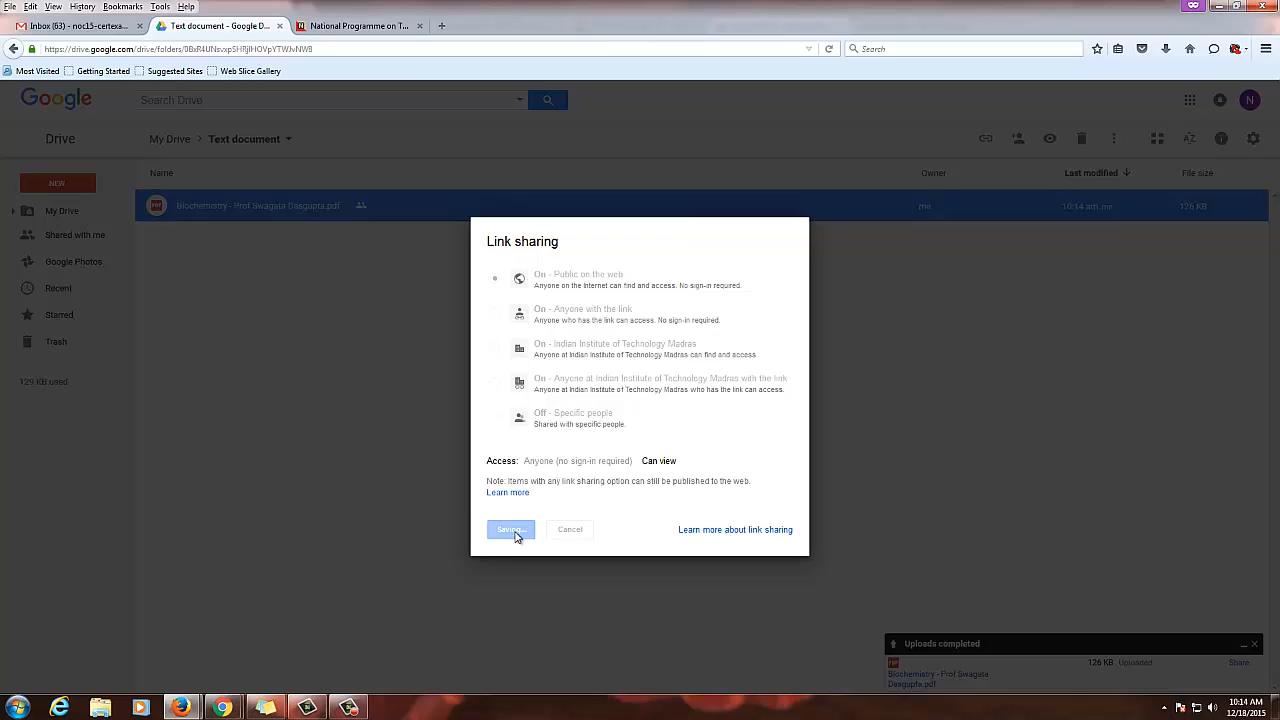 File Edit View History Bookmarks Tools Help
Inbox (63) - noc15-certexa...
Text document - Google D...
National Programme on T...
https://drive.google.com/drive/folders/
Search
Most Visited Getting Started Suggested Sites Web Slice Gallery
Google
Search Drive
N
Drive
My Drive > Text document
NEW
Name
Owner
Last modified
File size
Biochemistry - Prof Swagata Dasgupta.pdf
me
10:14 am me
126 KB
My Drive
Shared with me
Google Photos
Recent
Starred
Trash
129 KB used
Link sharing
On - Public on the web
Anyone on the Internet can find and access. No sign-in required.
On - Anyone with the link
Anyone who has the link can access. No sign-in required.
On - Indian Institute of Technology Madras
Anyone at Indian Institute of Technology Madras can find and access.
On - Anyone at Indian Institute of Technology Madras with the link
Anyone at Indian Institute of Technology Madras who has the link can access.
Off - Specific people
Shared with specific people.
Access: Anyone (no sign-in required) Can view
Note: Items with any link sharing option can still be published to the web.
Learn more
Saving...
Cancel
Learn more about link sharing
Uploads completed
PDF
Biochemistry - Prof Swagata
Dasgupta.pdf
126 KB Uploaded
Share
10:14 AM
12/18/2015